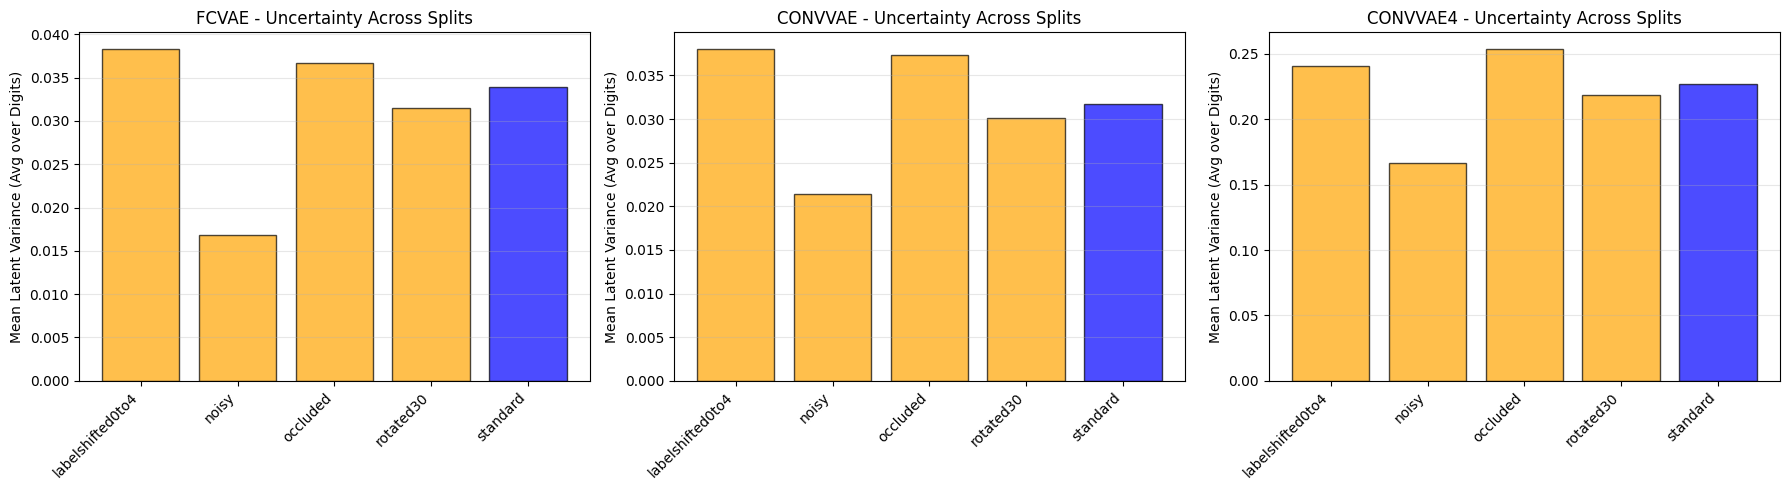 FCVAE - Uncertainty Across Splits
Mean Latent Variance (Avg over Digits)
0.040
0.035
0.030
0.025
0.020
0.015
0.010
0.005
0.000
labelshifted0to4
noisy
occluded
rotated30
standard
CONVVAE - Uncertainty Across Splits
Mean Latent Variance (Avg over Digits)
0.035
0.030
0.025
0.020
0.015
0.010
0.005
0.000
labelshifted0to4
noisy
occluded
rotated30
standard
CONVVAE4 - Uncertainty Across Splits
Mean Latent Variance (Avg over Digits)
0.25
0.20
0.15
0.10
0.05
0.00
labelshifted0to4
noisy
occluded
rotated30
standard